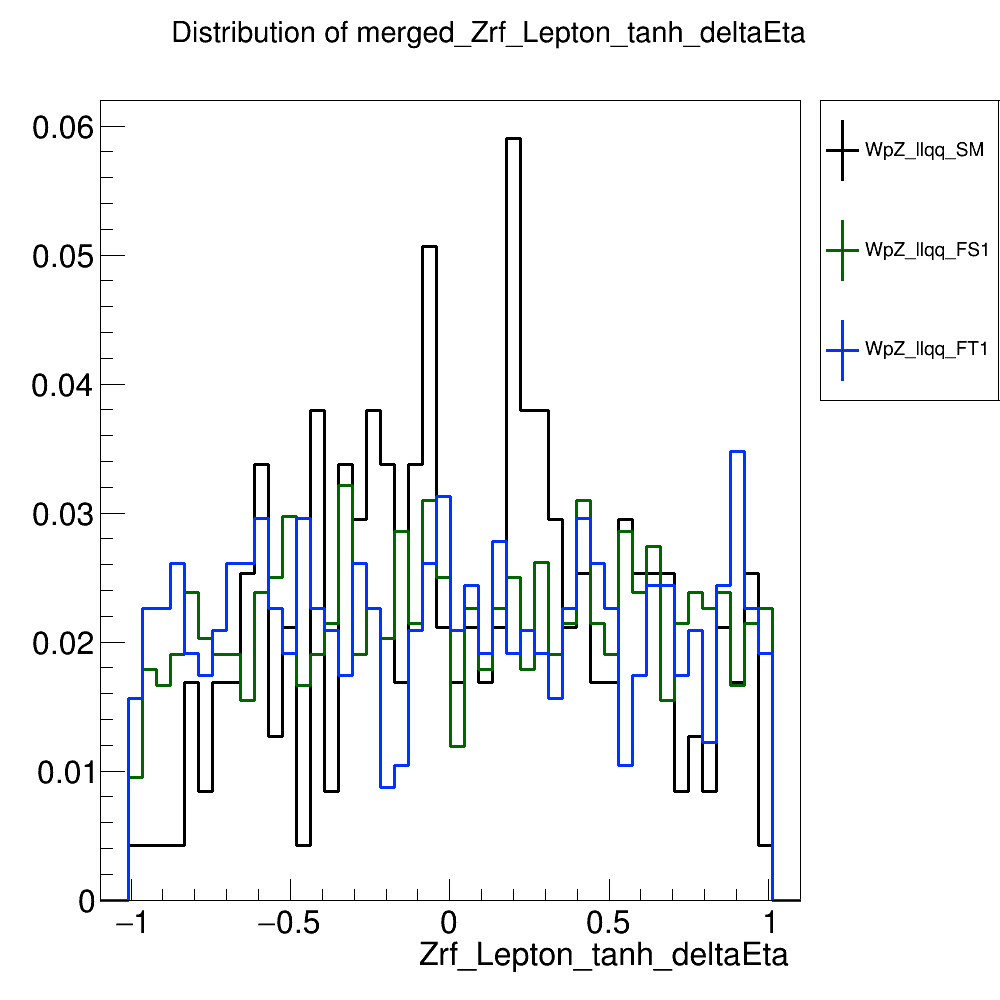 Distribution of merged_Zrf_Lepton_tanh_deltaEta
0.06
0.05
0.04
0.03
0.02
0.01
0
−1
−0.5
0
0.5
1
Zrf_Lepton_tanh_deltaEta
WpZ_llqq_SM
WpZ_llqq_FS1
WpZ_llqq_FT1